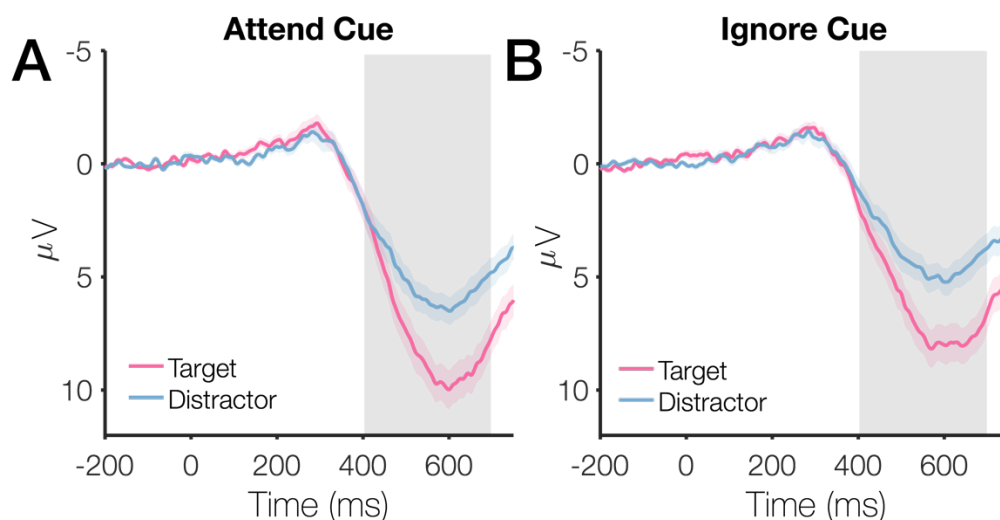 A
Attend Cue
-5
0
5
10
μV
Target
Distractor
-200
0
200
400
600
Time (ms)
B
Ignore Cue
-5
0
5
10
μV
Target
Distractor
-200
0
200
400
600
Time (ms)